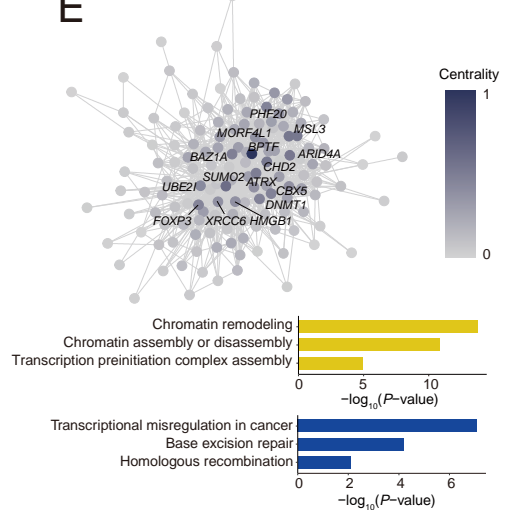 E
Centrality
1
0
PHF20
MORF4L1
MSL3
BPTF
BAZ1A
ARID4A
CHD2
SUMO2
ATRX
UBE2I
CBX5
DNMT1
FOXP3
XRCC6
HMGB1
Chromatin remodeling
Chromatin assembly or disassembly
Transcription preinitiation complex assembly
0 5 10
−log10(P−value)
Transcriptional misregulation in cancer
Base excision repair
Homologous recombination
0 2 4 6
−log10(P−value)